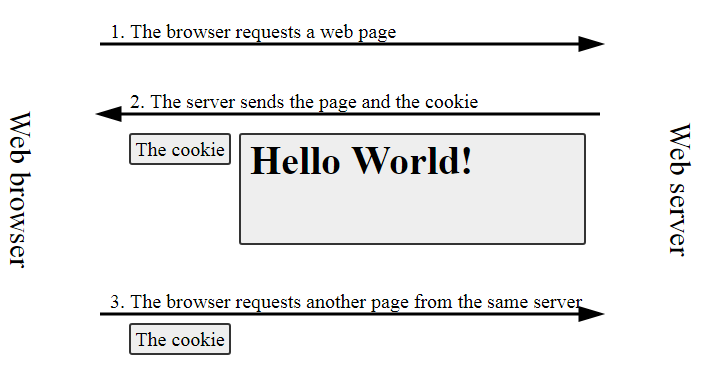 1. The browser requests a web page
2. The server sends the page and the cookie
The cookie
Hello World!
Web browser
Web server
3. The browser requests another page from the same server
The cookie